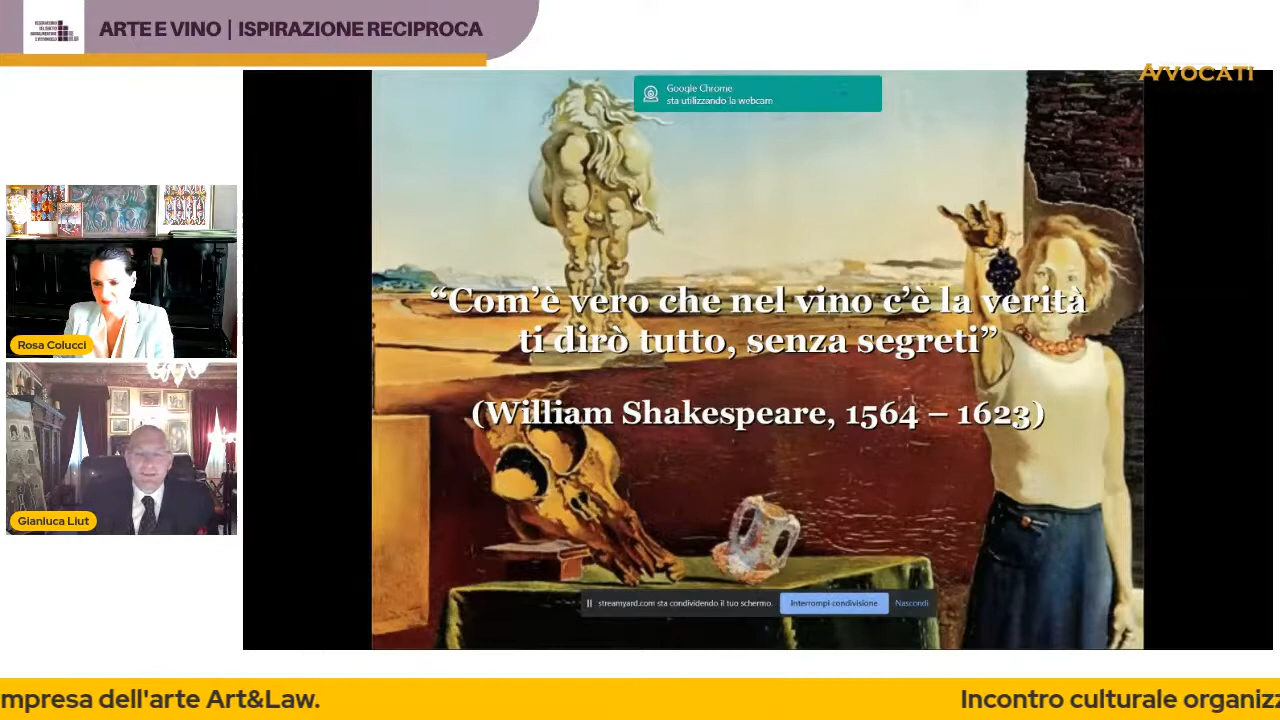 ARTE E VINO | ISPIRAZIONE RECIPROCA
AVVOCATI
Google Chrome
sta utilizzando la webcam
“Com’è vero che nel vino c’è la verità
ti dirò tutto, senza segreti”
(William Shakespeare, 1564 – 1623)
Rosa Colucci
Gianluca Liut
streamyard.com sta condividendo il tuo schermo.
Interrompi condivisione
Nascondi
mpresa dell'arte Art&Law.
Incontro culturale organizz